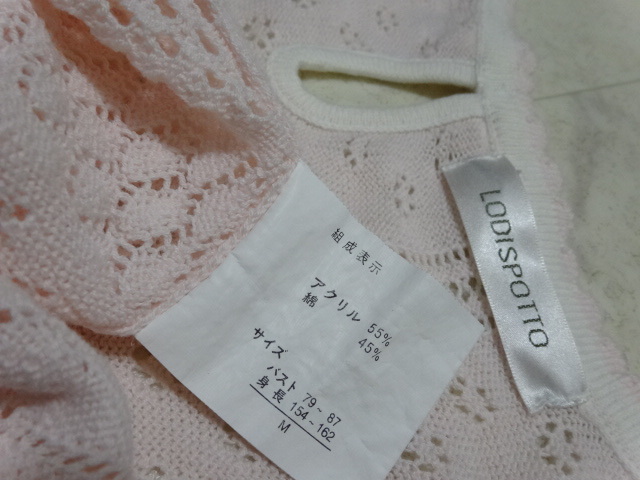 組成表示
アクリル 55%
綿 45%
サイズ
バスト 79~87
身長 154~162
M
LODISPOTTO